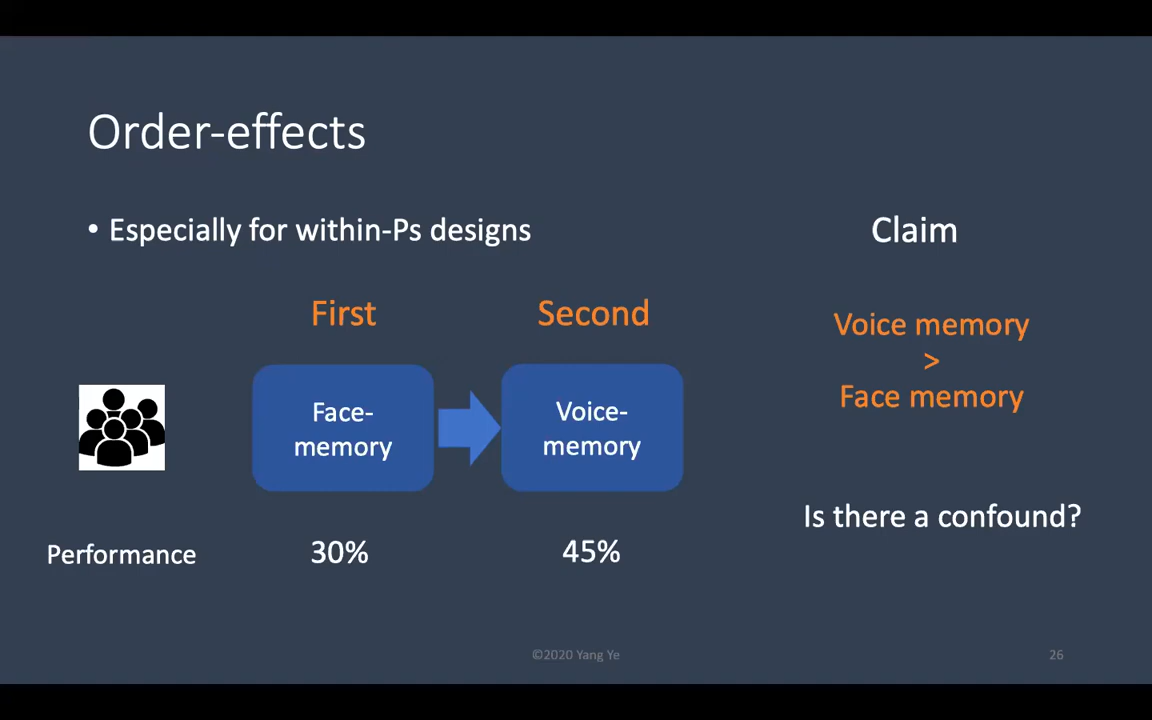 Order-effects
• Especially for within-Ps designs
Claim
First
Second
Voice memory
>
Face memory
Face-
memory
Voice-
memory
Is there a confound?
Performance
30%
45%
©2020 Yang Ye
26